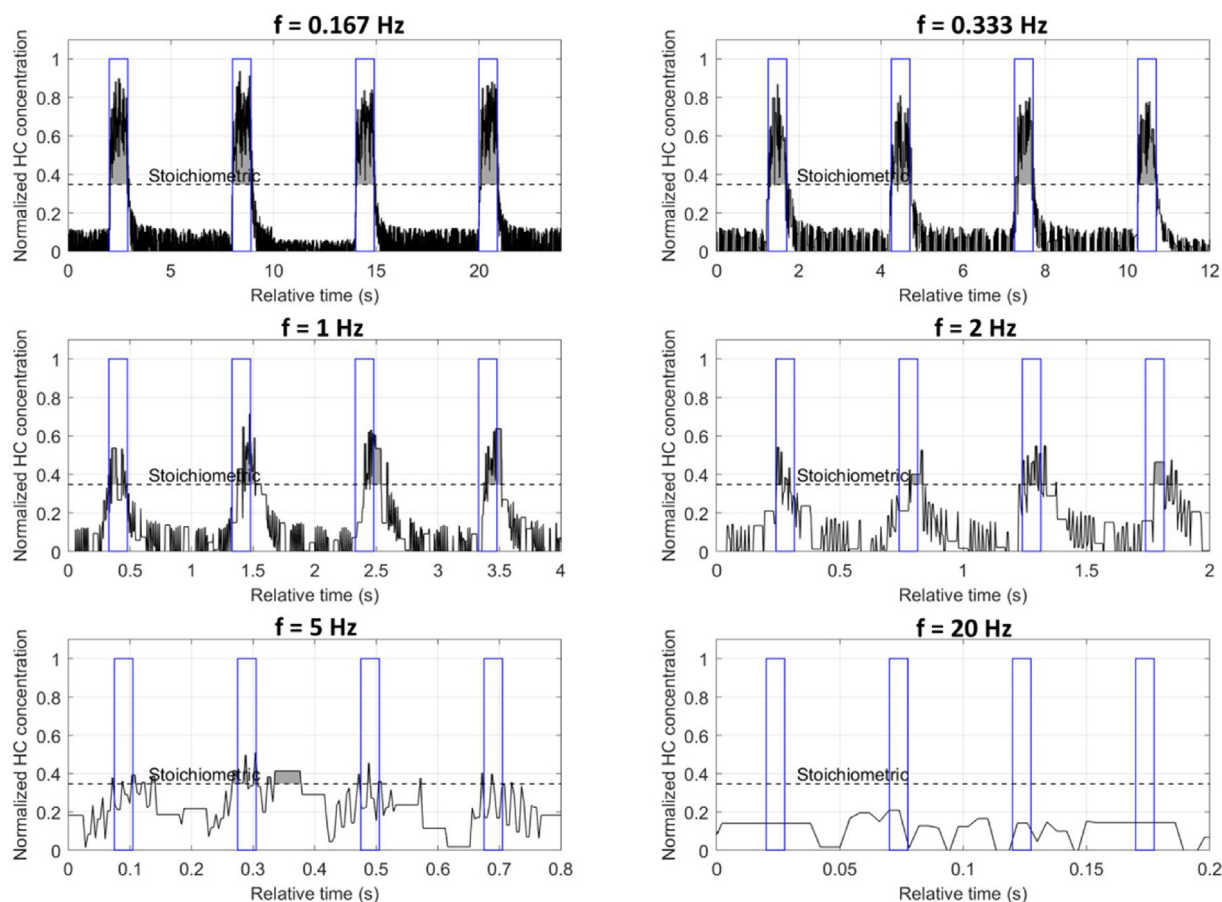 f = 0.167 Hz
Normalized HC concentration
1
0.8
0.6
0.4
0.2
0
Stoichiometric
0 5 10 15 20
Relative time (s)
f = 0.333 Hz
Normalized HC concentration
1
0.8
0.6
0.4
0.2
0
Stoichiometric
0 2 4 6 8 10 12
Relative time (s)
f = 1 Hz
Normalized HC concentration
1
0.8
0.6
0.4
0.2
0
Stoichiometric
0 0.5 1 1.5 2 2.5 3 3.5 4
Relative time (s)
f = 2 Hz
Normalized HC concentration
1
0.8
0.6
0.4
0.2
0
Stoichiometric
0 0.5 1 1.5 2
Relative time (s)
f = 5 Hz
Normalized HC concentration
1
0.8
0.6
0.4
0.2
0
Stoichiometric
0 0.1 0.2 0.3 0.4 0.5 0.6 0.7 0.8
Relative time (s)
f = 20 Hz
Normalized HC concentration
1
0.8
0.6
0.4
0.2
0
Stoichiometric
0 0.05 0.1 0.15 0.2
Relative time (s)